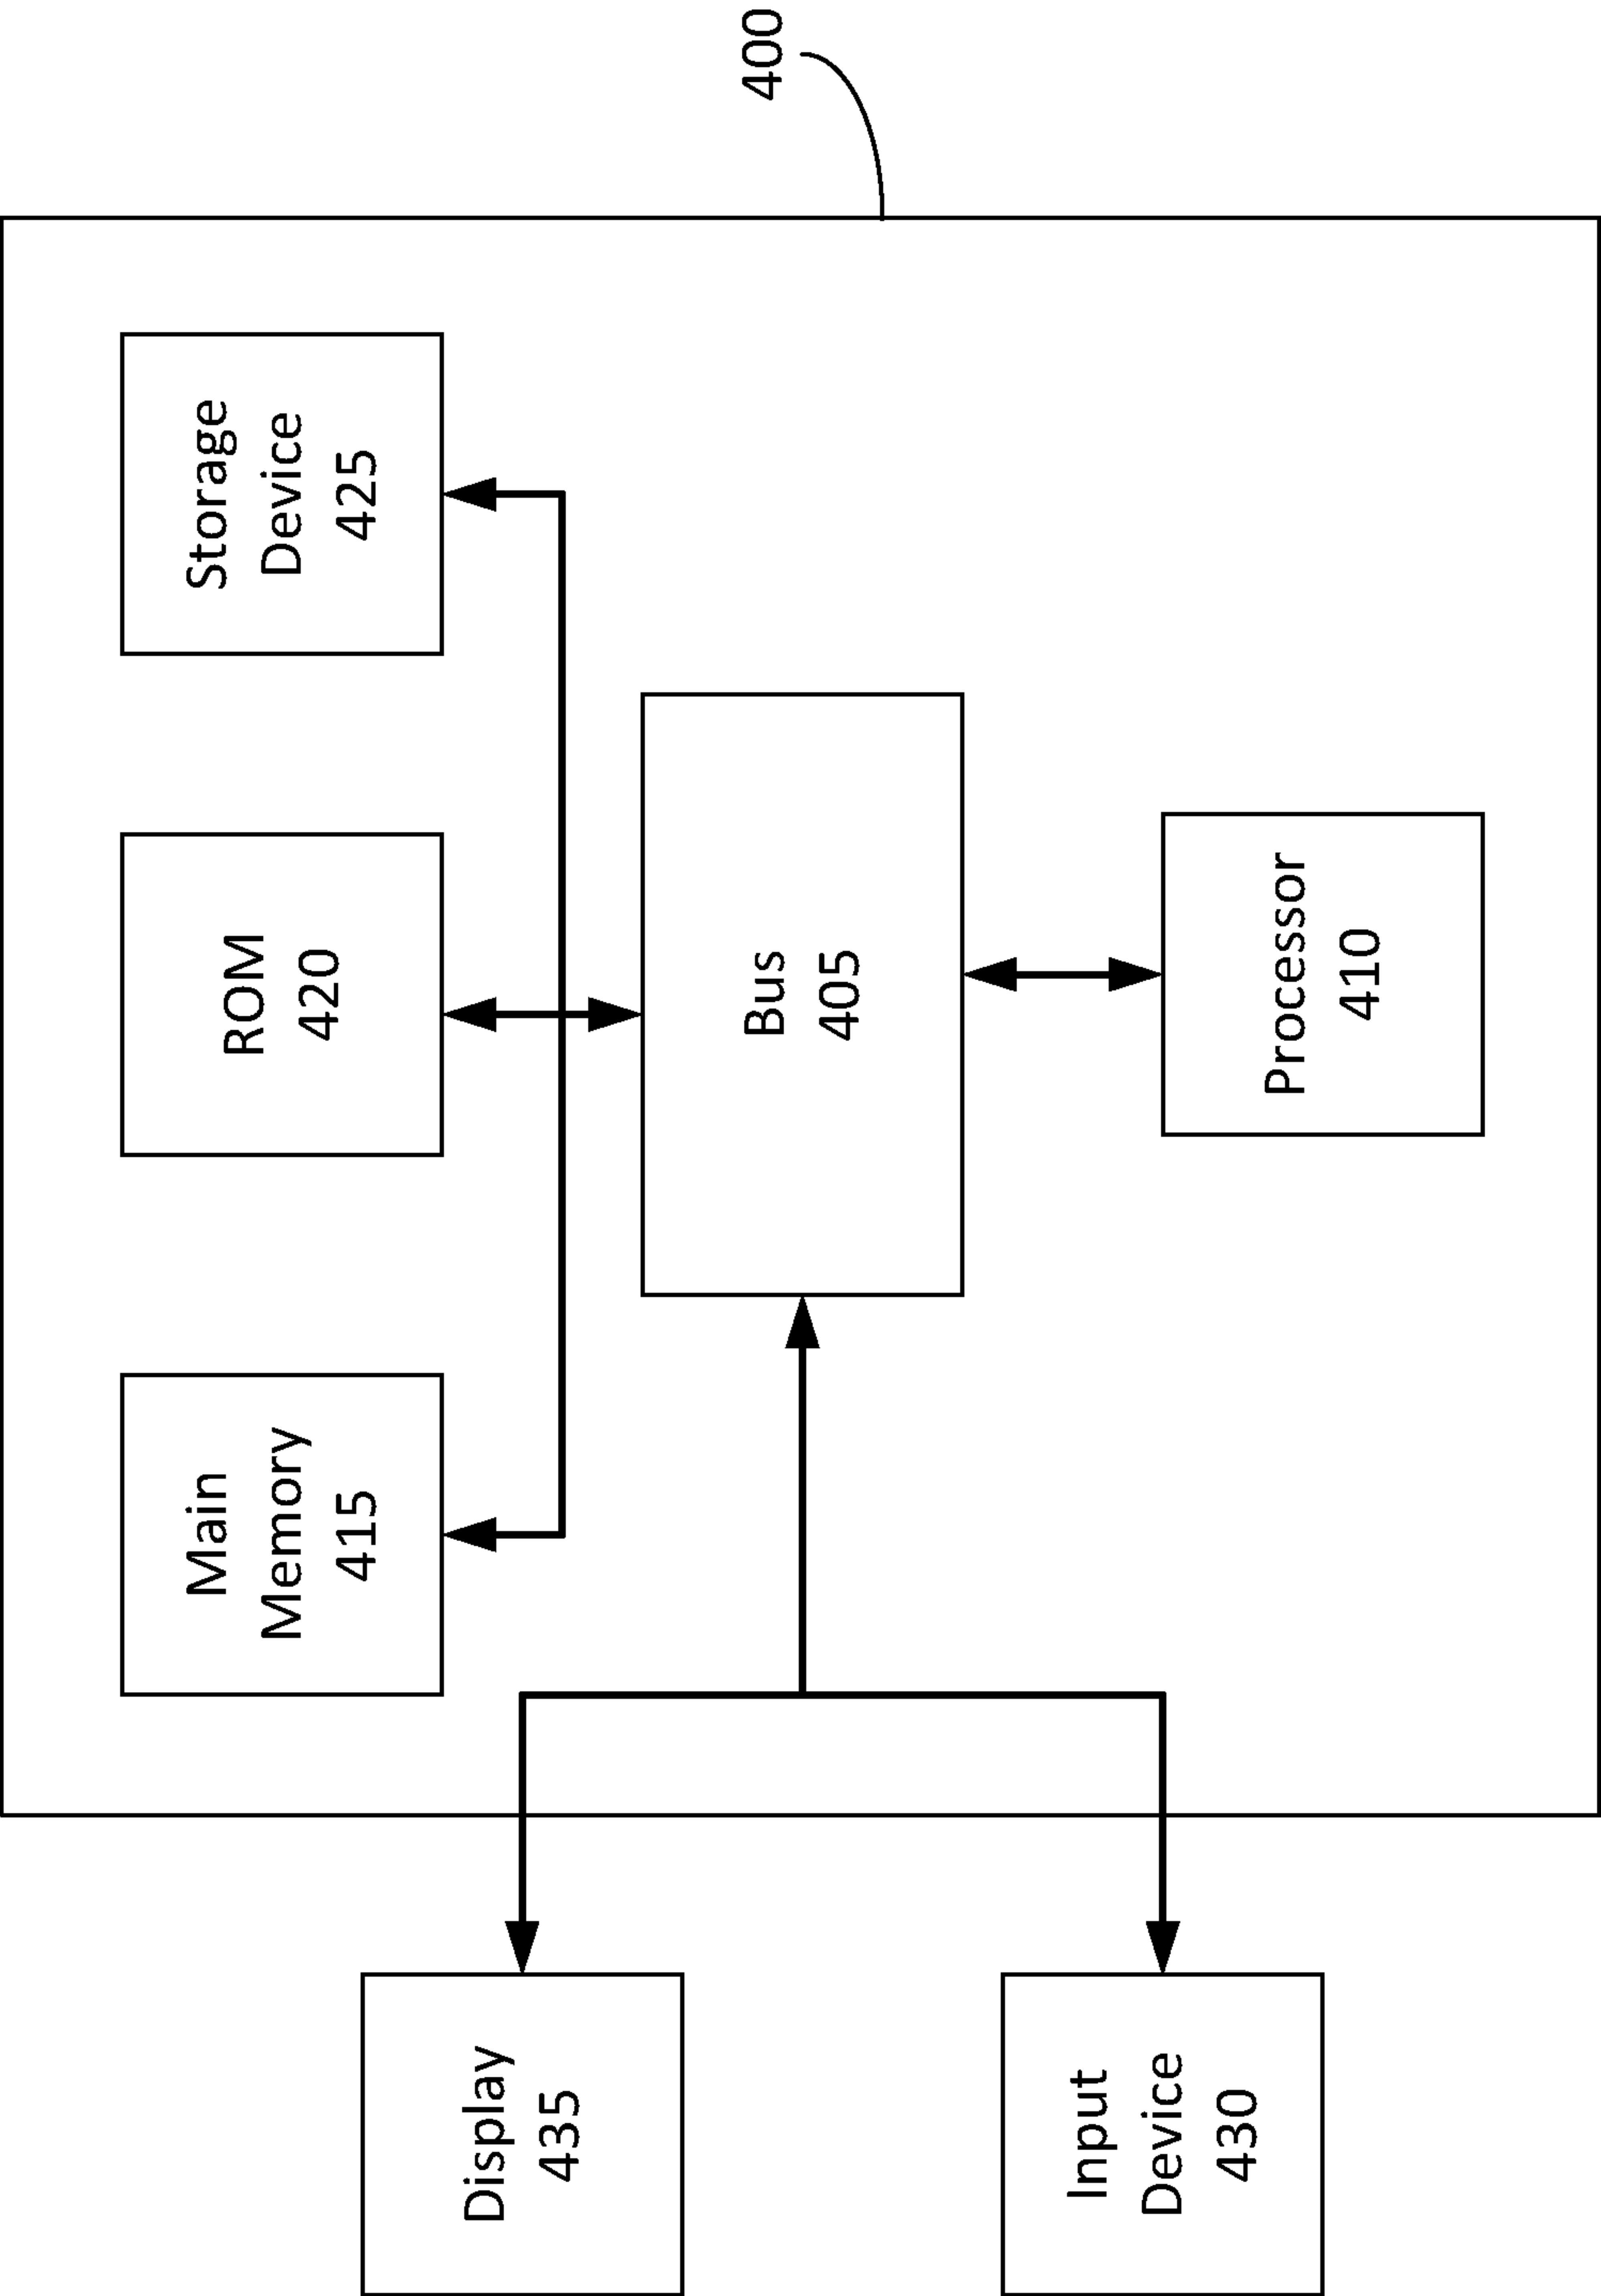 Main
Memory
415
ROM
420
Storage
Device
425
Display
435
Bus
405
400
Input
Device
430
Processor
410